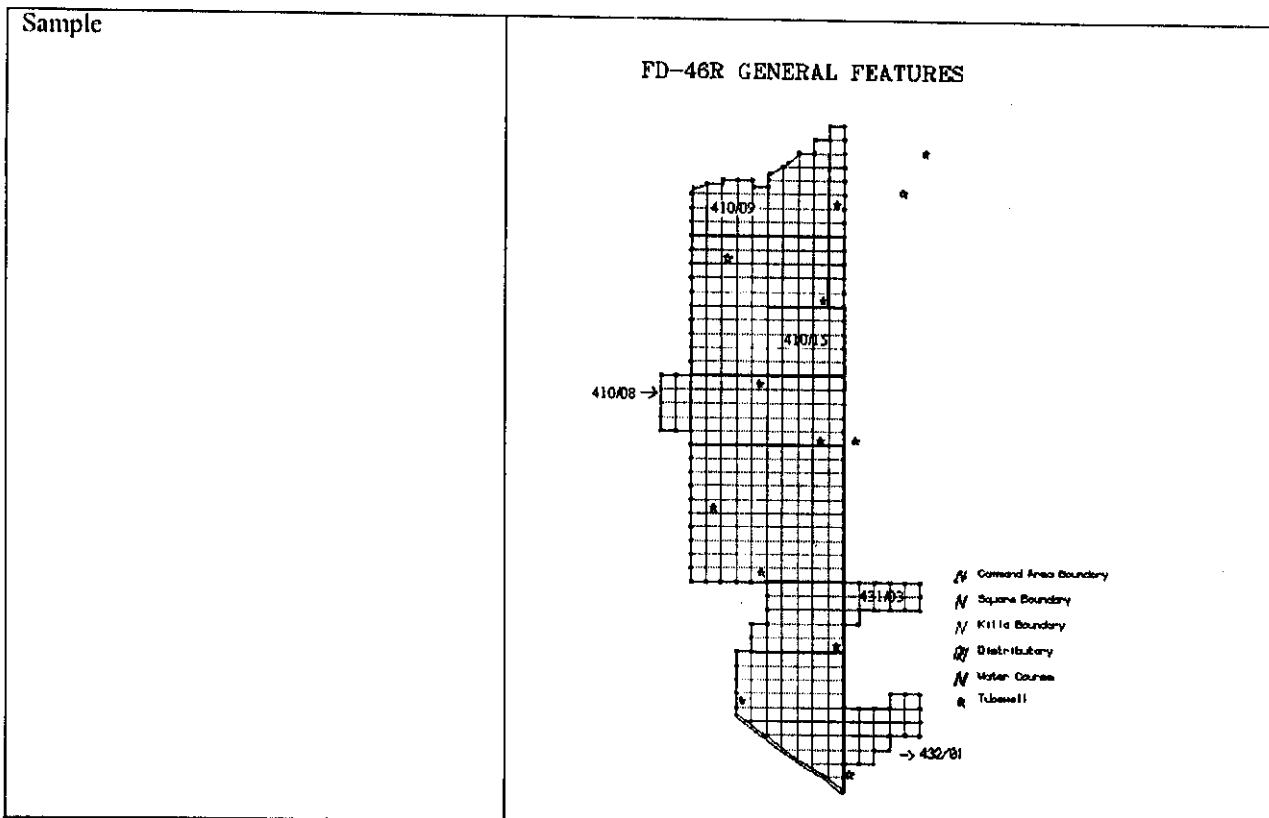 Sample
FD-46R GENERAL FEATURES
410/09
410/15
410/08
431/03
Command Area Boundary
Square Boundary
Killa Boundary
Distributary
Water Course
Tubewell
432/01